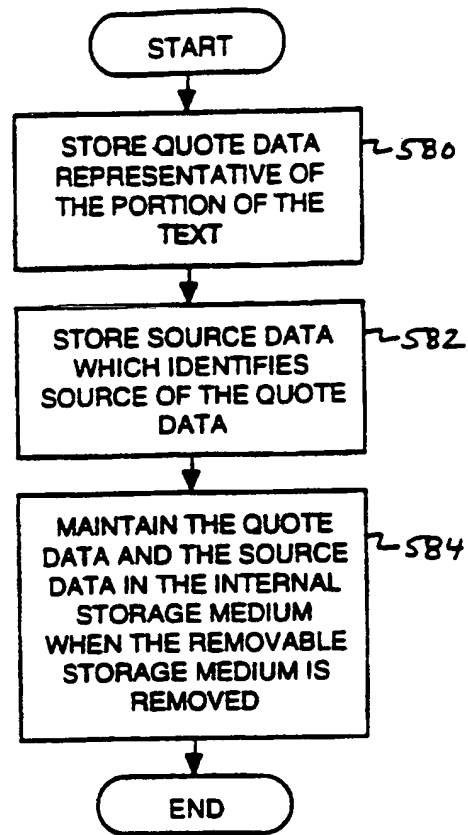 START
STORE QUOTE DATA 580
REPRESENTATIVE OF
THE PORTION OF THE
TEXT
STORE SOURCE DATA 582
WHICH IDENTIFIES
SOURCE OF THE QUOTE
DATA
MAINTAIN THE QUOTE
DATA AND THE SOURCE 584
DATA IN THE INTERNAL
STORAGE MEDIUM
WHEN THE REMOVABLE
STORAGE MEDIUM IS
REMOVED
END